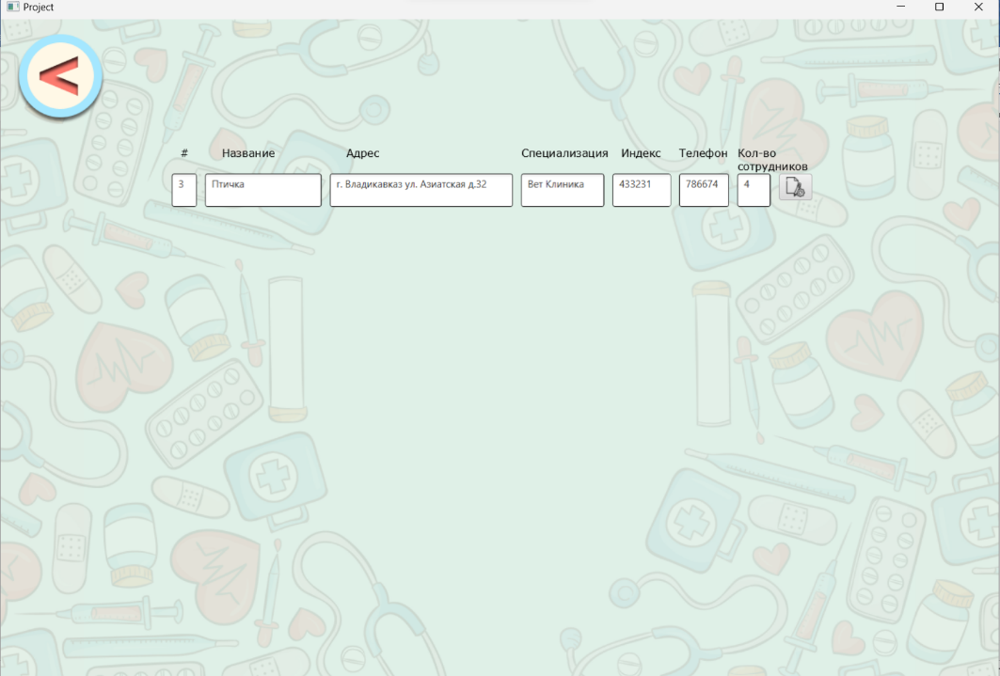 Project
<
# Название Адрес Специализация Индекс Телефон Кол-во
сотрудников
3 Птичка г. Владикавказ ул. Азиатская д.32 Вет Клиника 433231 786674 4